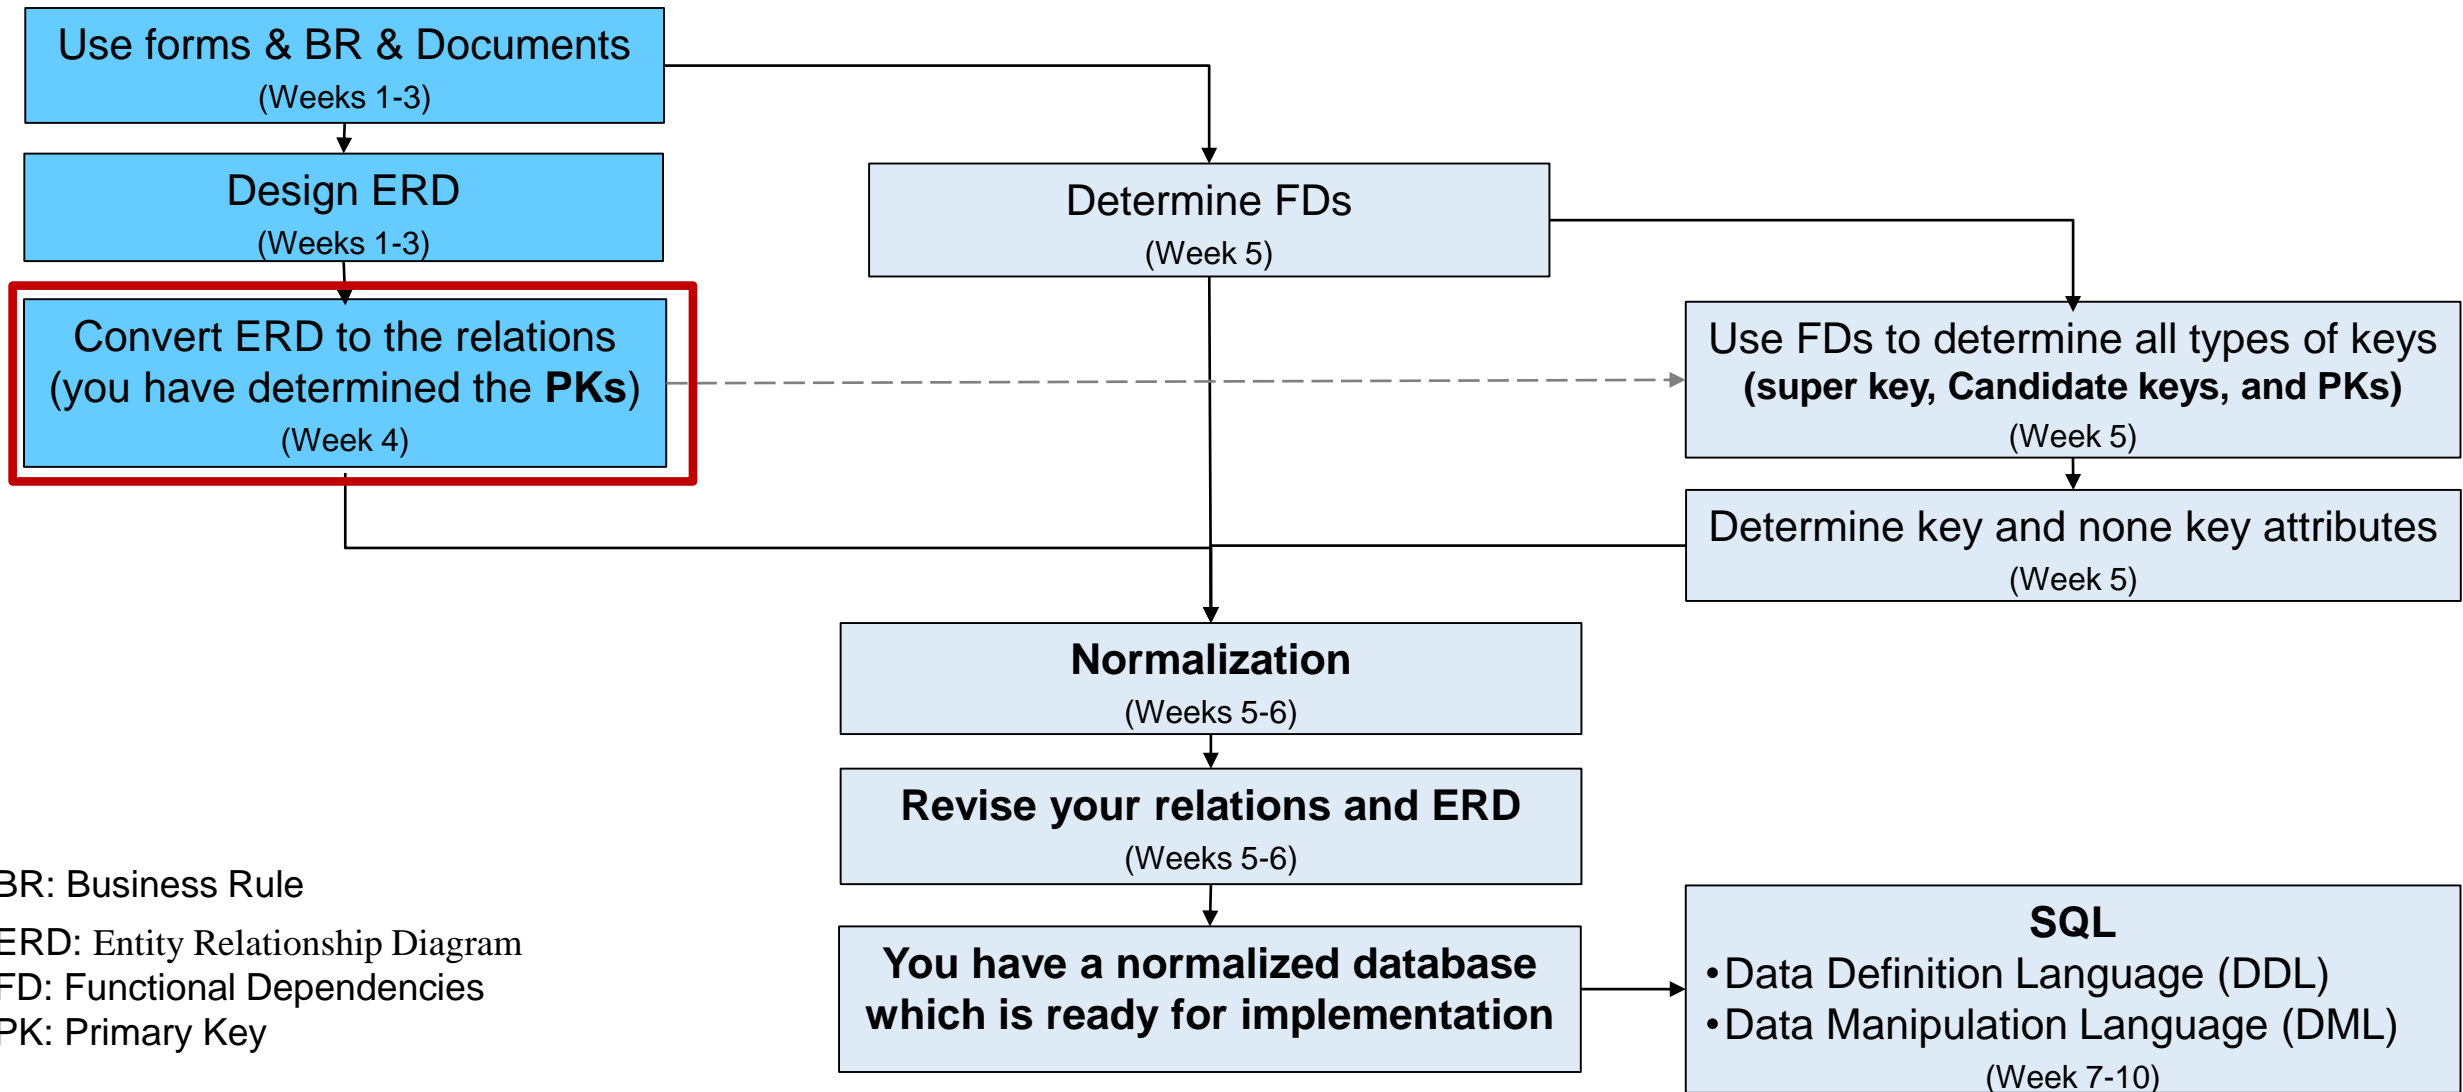 Use forms & BR & Documents
(Weeks 1-3)
Design ERD
(Weeks 1-3)
Convert ERD to the relations
(you have determined the PKs)
(Week 4)
Determine FDs
(Week 5)
Use FDs to determine all types of keys
(super key, Candidate keys, and PKs)
(Week 5)
Determine key and none key attributes
(Week 5)
Normalization
(Weeks 5-6)
Revise your relations and ERD
(Weeks 5-6)
You have a normalized database
which is ready for implementation
SQL
•Data Definition Language (DDL)
•Data Manipulation Language (DML)
(Week 7-10)
BR: Business Rule
ERD: Entity Relationship Diagram
FD: Functional Dependencies
PK: Primary Key